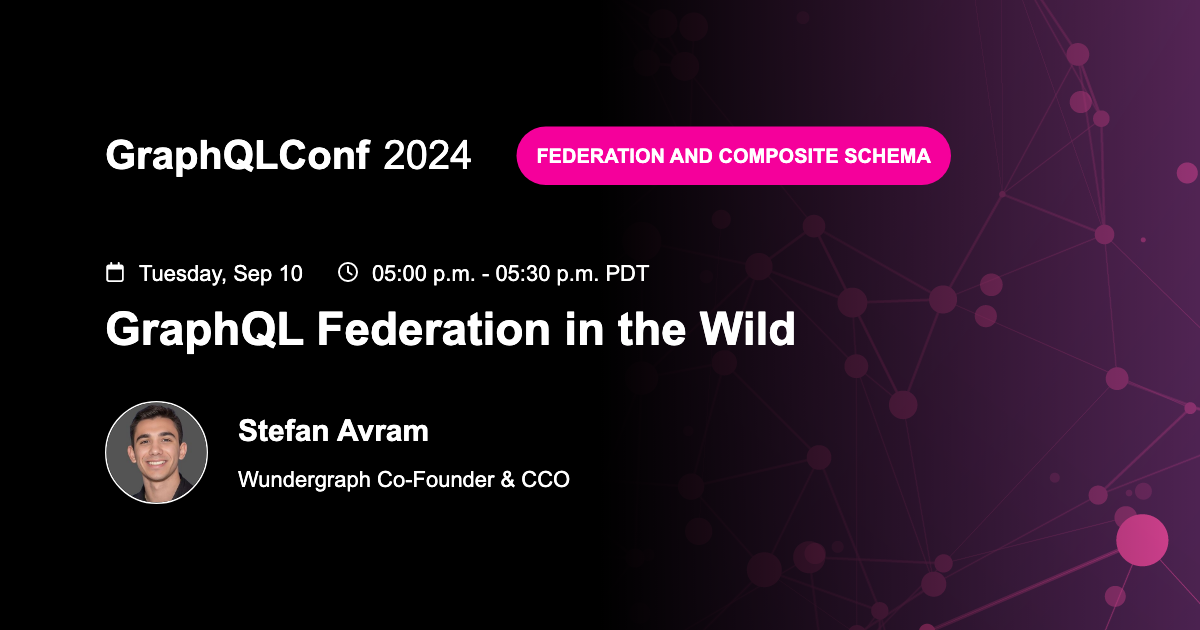 GraphQLConf 2024
FEDERATION AND COMPOSITE SCHEMA
Tuesday, Sep 10
05:00 p.m. - 05:30 p.m. PDT
GraphQL Federation in the Wild
Stefan Avram
Wundergraph Co-Founder & CCO